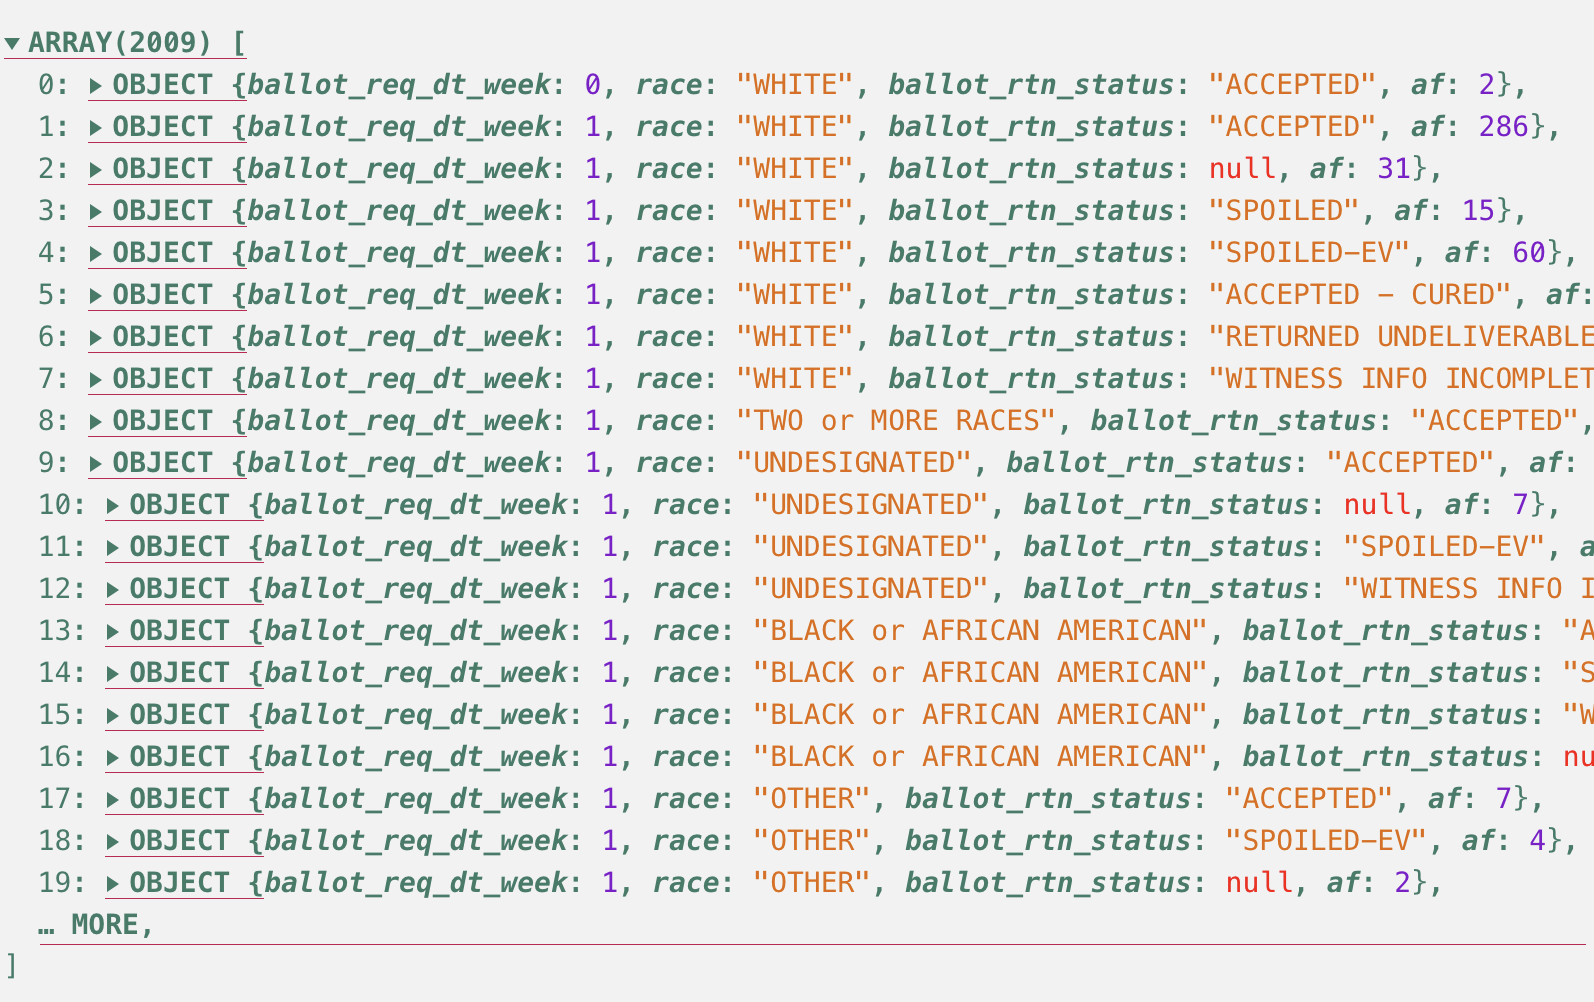 ▼ ARRAY(2009) [
0: ▶ OBJECT {ballot_req_dt_week: 0, race: "WHITE", ballot_rtn_status: "ACCEPTED", af: 2},
1: ▶ OBJECT {ballot_req_dt_week: 1, race: "WHITE", ballot_rtn_status: "ACCEPTED", af: 286},
2: ▶ OBJECT {ballot_req_dt_week: 1, race: "WHITE", ballot_rtn_status: null, af: 31},
3: ▶ OBJECT {ballot_req_dt_week: 1, race: "WHITE", ballot_rtn_status: "SPOILED", af: 15},
4: ▶ OBJECT {ballot_req_dt_week: 1, race: "WHITE", ballot_rtn_status: "SPOILED-EV", af: 60},
5: ▶ OBJECT {ballot_req_dt_week: 1, race: "WHITE", ballot_rtn_status: "ACCEPTED - CURED", af:
6: ▶ OBJECT {ballot_req_dt_week: 1, race: "WHITE", ballot_rtn_status: "RETURNED UNDELIVERABLE
7: ▶ OBJECT {ballot_req_dt_week: 1, race: "WHITE", ballot_rtn_status: "WITNESS INFO INCOMPLET
8: ▶ OBJECT {ballot_req_dt_week: 1, race: "TWO or MORE RACES", ballot_rtn_status: "ACCEPTED",
9: ▶ OBJECT {ballot_req_dt_week: 1, race: "UNDESIGNATED", ballot_rtn_status: "ACCEPTED", af:
10: ▶ OBJECT {ballot_req_dt_week: 1, race: "UNDESIGNATED", ballot_rtn_status: null, af: 7},
11: ▶ OBJECT {ballot_req_dt_week: 1, race: "UNDESIGNATED", ballot_rtn_status: "SPOILED-EV", a
12: ▶ OBJECT {ballot_req_dt_week: 1, race: "UNDESIGNATED", ballot_rtn_status: "WITNESS INFO I
13: ▶ OBJECT {ballot_req_dt_week: 1, race: "BLACK or AFRICAN AMERICAN", ballot_rtn_status: "A
14: ▶ OBJECT {ballot_req_dt_week: 1, race: "BLACK or AFRICAN AMERICAN", ballot_rtn_status: "S
15: ▶ OBJECT {ballot_req_dt_week: 1, race: "BLACK or AFRICAN AMERICAN", ballot_rtn_status: "W
16: ▶ OBJECT {ballot_req_dt_week: 1, race: "BLACK or AFRICAN AMERICAN", ballot_rtn_status: nu
17: ▶ OBJECT {ballot_req_dt_week: 1, race: "OTHER", ballot_rtn_status: "ACCEPTED", af: 7},
18: ▶ OBJECT {ballot_req_dt_week: 1, race: "OTHER", ballot_rtn_status: "SPOILED-EV", af: 4},
19: ▶ OBJECT {ballot_req_dt_week: 1, race: "OTHER", ballot_rtn_status: null, af: 2},
… MORE,
]